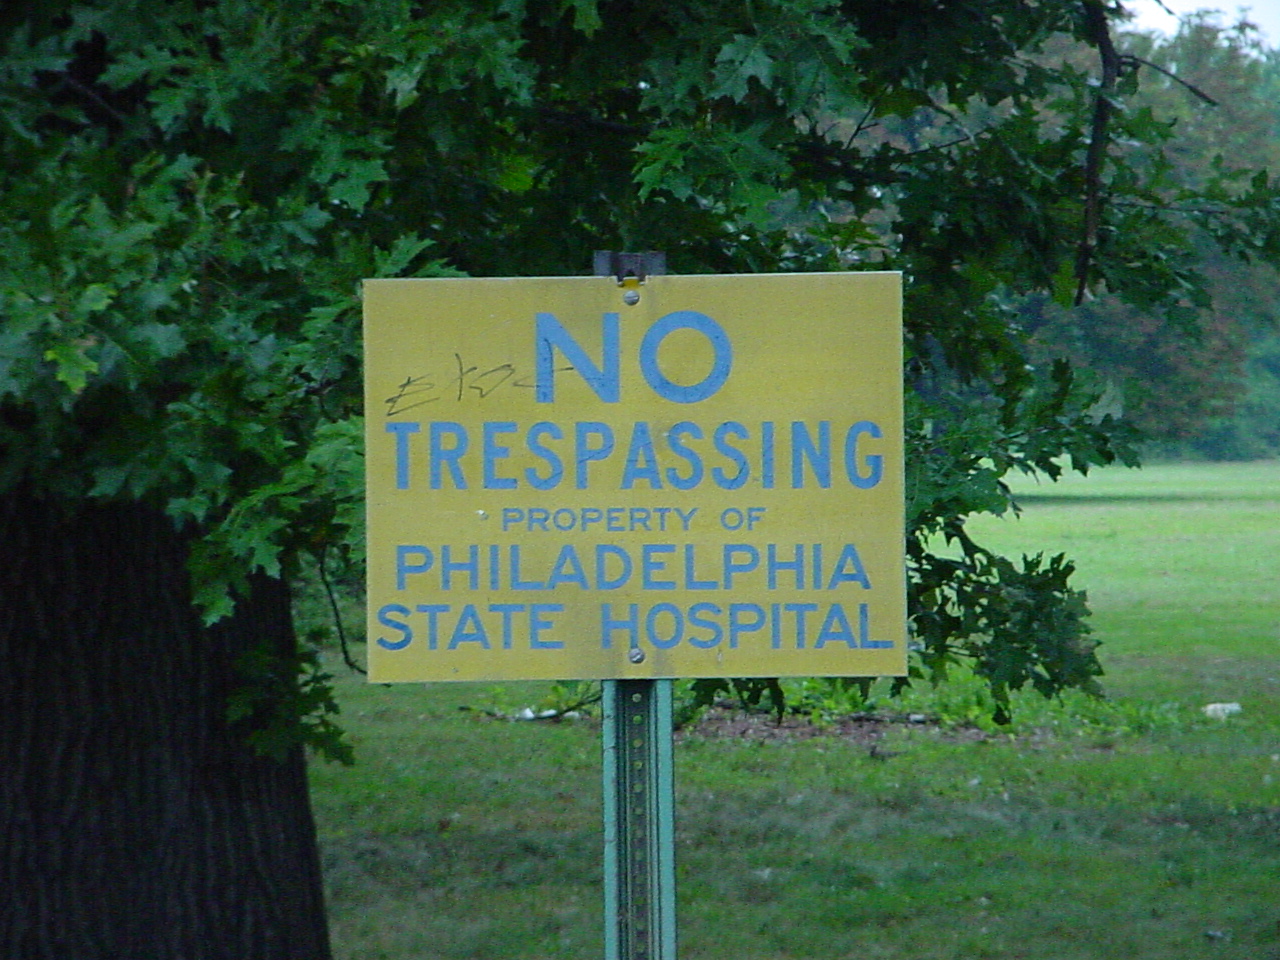 NO
TRESPASSING
PROPERTY OF
PHILADELPHIA
STATE HOSPITAL